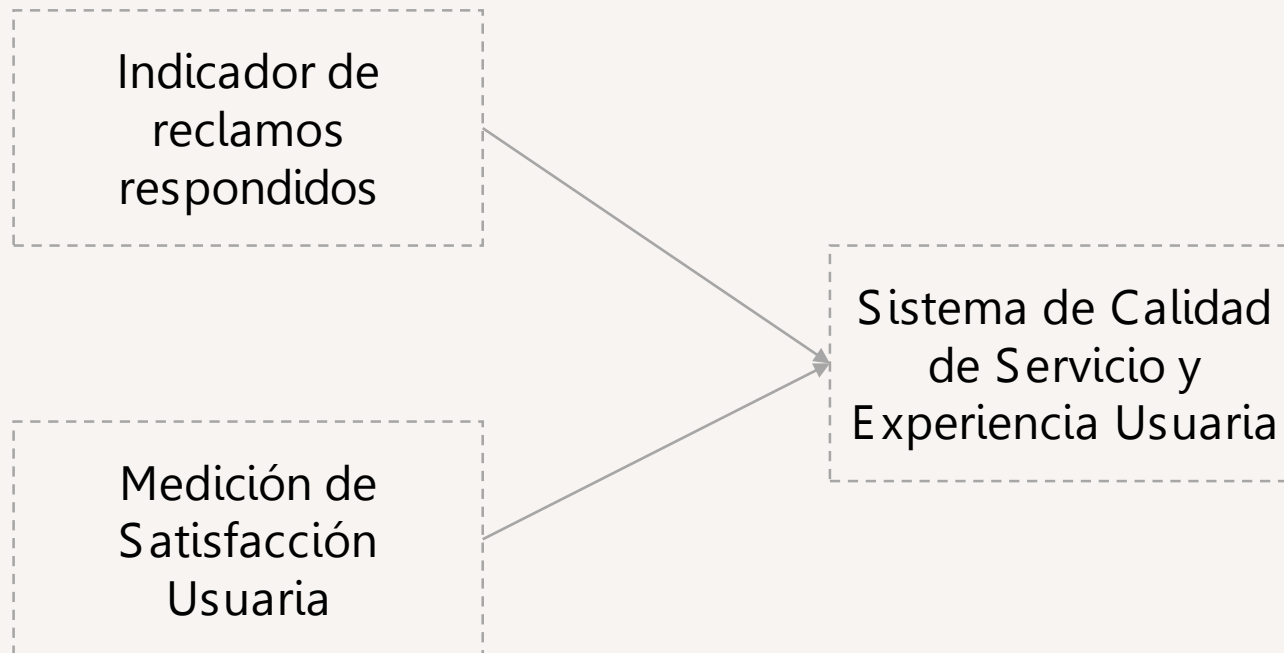 Indicador de
reclamos
respondidos
Sistema de Calidad
de Servicio y
Experiencia Usuaria
Medición de
Satisfacción
Usuaria